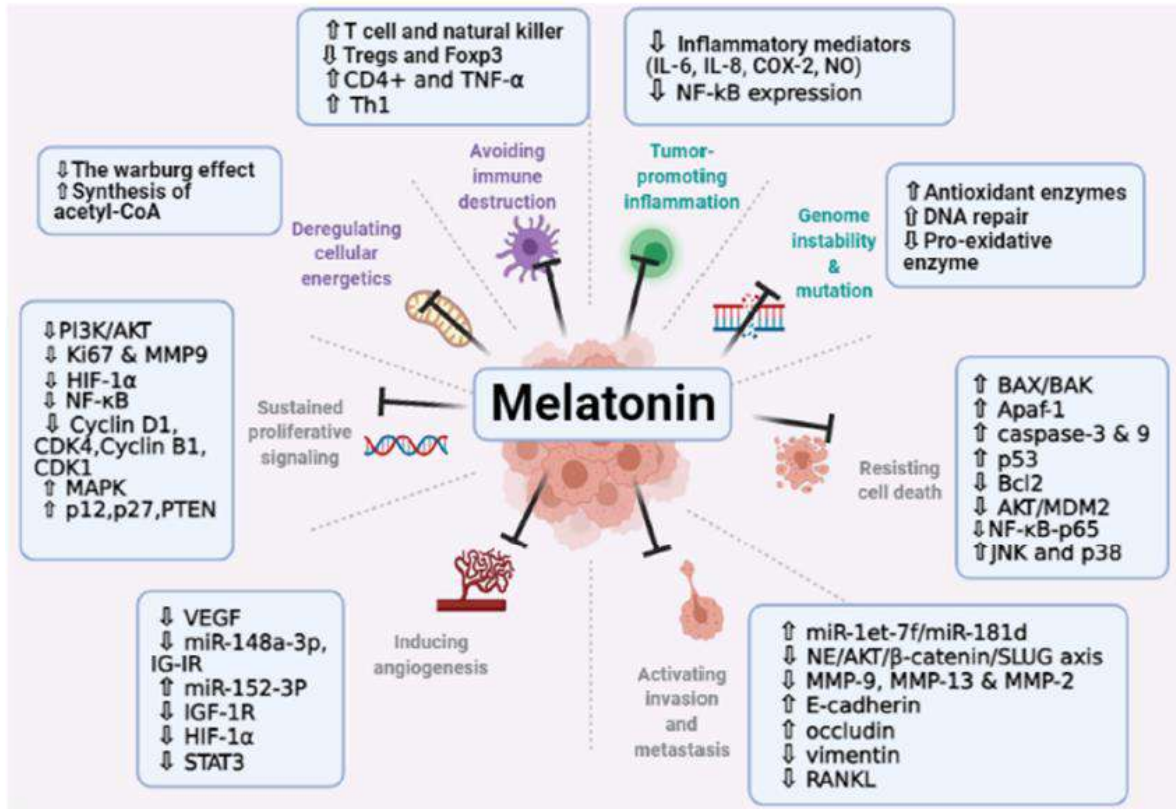 ⇧ T cell and natural killer
⇩ Tregs and Foxp3
⇧ CD4+ and TNF-α
⇧ Th1
⇩ Inflammatory mediators
(IL-6, IL-8, COX-2, NO)
⇩ NF-kB expression
⇩ The warburg effect
⇧ Synthesis of
acetyl-CoA
Avoiding
immune
destruction
Tumor-
promoting
inflammation
Deregulating
cellular
energetics
Genome
instability
&
mutation
⇧ Antioxidant enzymes
⇧ DNA repair
⇩ Pro-oxidative
enzyme
⇩ PI3K/AKT
⇩ Ki67 & MMP9
⇩ HIF-1α
⇩ NF-κB
⇩ Cyclin D1,
CDK4,Cyclin B1,
CDK1
⇧ MAPK
⇧ p12,p27,PTEN
Sustained
proliferative
signaling
Melatonin
Resisting
cell death
⇧ BAX/BAK
⇧ Apaf-1
⇧ caspase-3 & 9
⇧ p53
⇩ Bcl2
⇩ AKT/MDM2
⇩ NF-κB-p65
⇧ JNK and p38
⇩ VEGF
⇩ miR-148a-3p,
IG-IR
⇧ miR-152-3P
⇩ IGF-1R
⇩ HIF-1α
⇩ STAT3
Inducing
angiogenesis
Activating
invasion
and
metastasis
⇧ miR-1et-7f/miR-181d
⇩ NE/AKT/β-catenin/SLUG axis
⇩ MMP-9, MMP-13 & MMP-2
⇧ E-cadherin
⇧ occludin
⇩ vimentin
⇩ RANKL